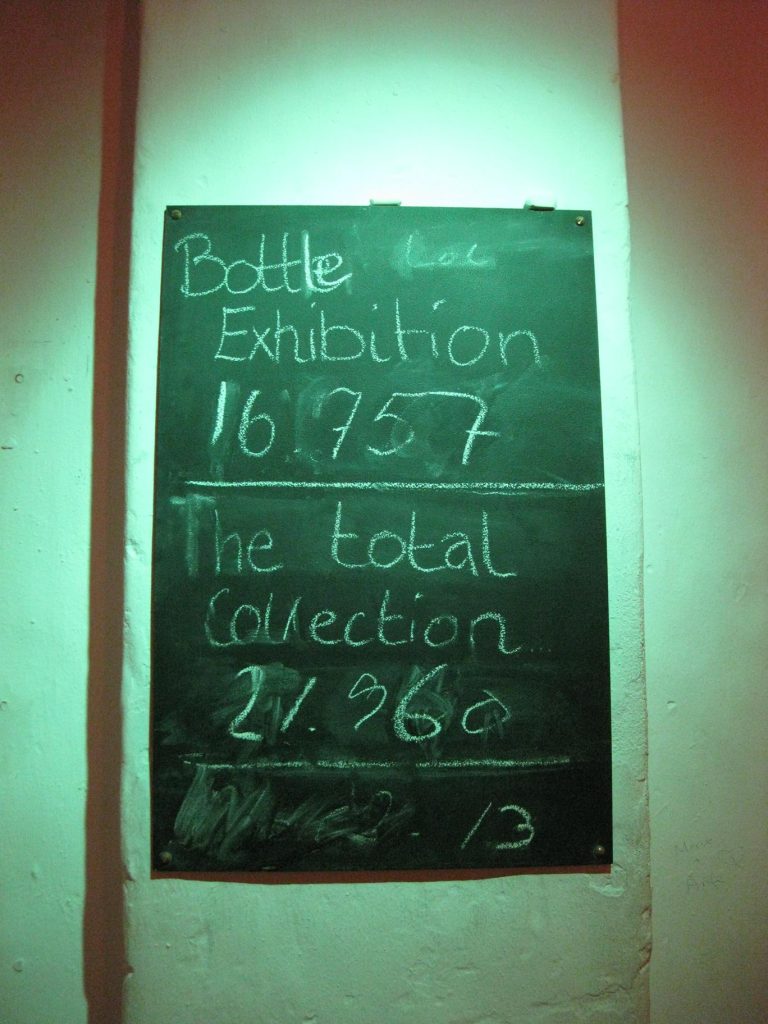 Bottle
Exhibition
16.757
The total
Collection...
21.360
13